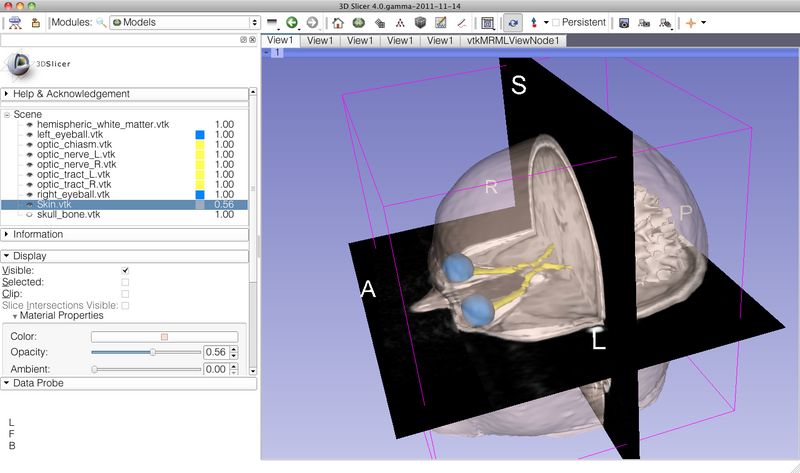 3D Slicer 4.0.gamma-2011-11-14
Modules: Models
Persistent
View1 View1 View1 View1 View1 vtkMRMLViewNode1
1
3DSlicer
Help & Acknowledgement
Scene
hemispheric_white_matter.vtk 1.00
left_eyeball.vtk 1.00
optic_chiasm.vtk 1.00
optic_nerve_L.vtk 1.00
optic_nerve_R.vtk 1.00
optic_tract_L.vtk 1.00
optic_tract_R.vtk 1.00
right_eyeball.vtk 1.00
Skin.vtk 0.56
skull_bone.vtk 1.00
Information
Display
Visible:
Selected:
Clip:
Slice Intersections Visible:
Material Properties
Color:
Opacity: 0.56
Ambient: 0.00
Data Probe
L
F
B
S
R
P
A
L